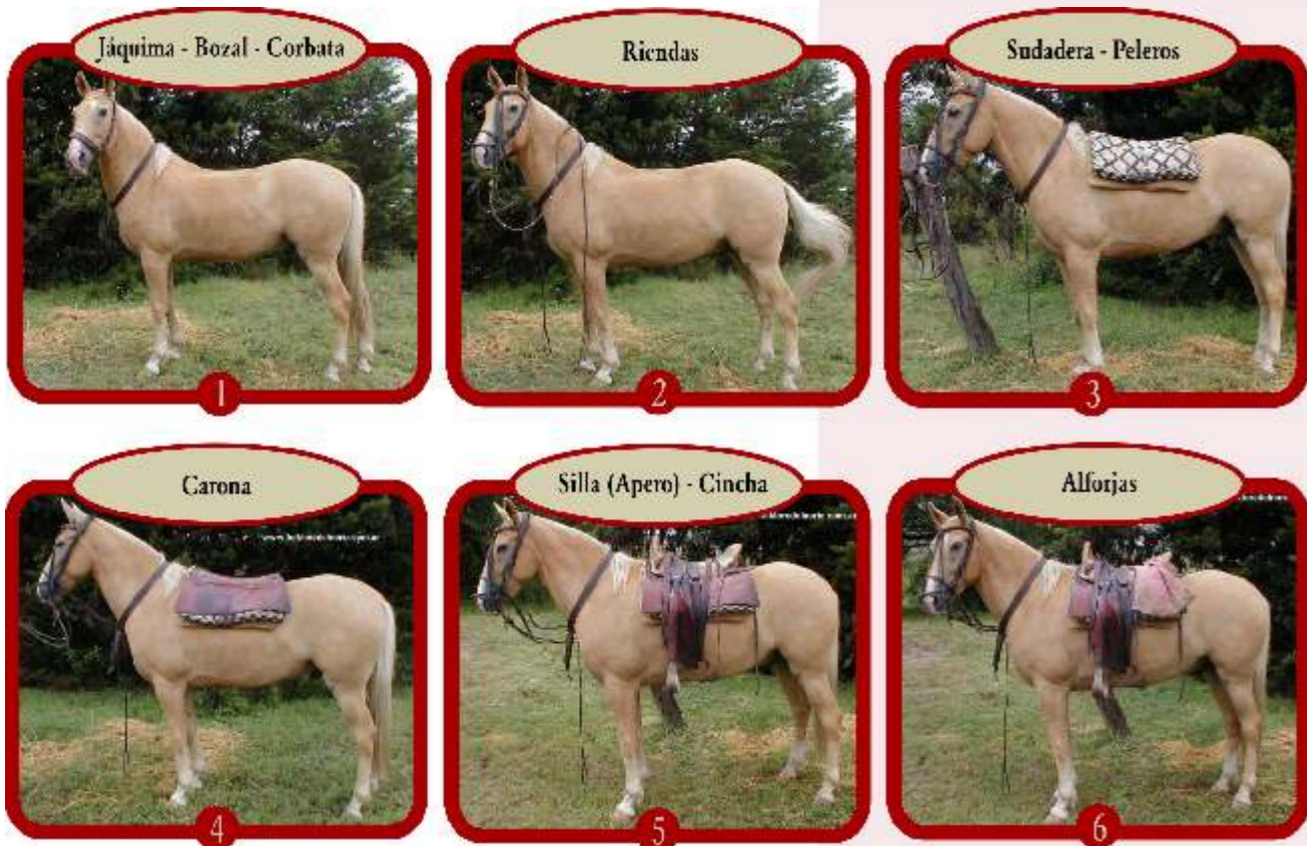 Jáquima - Bozal - Corbata
Riendas
Sudadera - Peleros
1
2
3
Carona
Silla (Apero) - Cincha
Alforjas
4
5
6